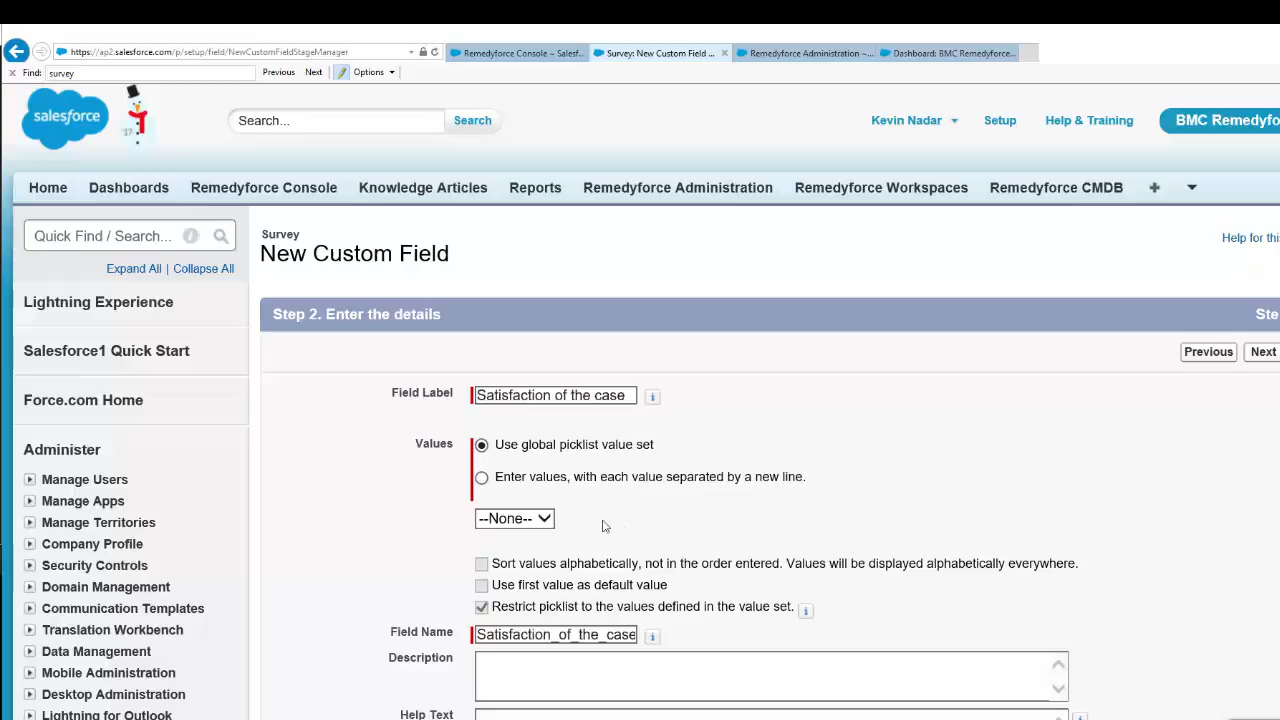 https://ap2.salesforce.com/p/setup/field/NewCustomFieldStageManager
Remedyforce Console ~ Salesf...
Survey: New Custom Field ...
Remedyforce Administration ~...
Dashboard: BMC Remedyforce...
X Find: survey Previous Next Options
salesforce
'17
Search... Search
Kevin Nadar Setup Help & Training BMC Remedyfo
Home Dashboards Remedyforce Console Knowledge Articles Reports Remedyforce Administration Remedyforce Workspaces Remedyforce CMDB +
Quick Find / Search...
Expand All | Collapse All
Lightning Experience
Salesforce1 Quick Start
Force.com Home
Administer
Manage Users
Manage Apps
Manage Territories
Company Profile
Security Controls
Domain Management
Communication Templates
Translation Workbench
Data Management
Mobile Administration
Desktop Administration
Lightning for Outlook
Survey
New Custom Field
Help for thi
Step 2. Enter the details Ste
Previous Next
Field Label Satisfaction of the case
Values Use global picklist value set
Enter values, with each value separated by a new line.
--None--
Sort values alphabetically, not in the order entered. Values will be displayed alphabetically everywhere.
Use first value as default value
Restrict picklist to the values defined in the value set.
Field Name Satisfaction_of_the_case
Description
Help Text